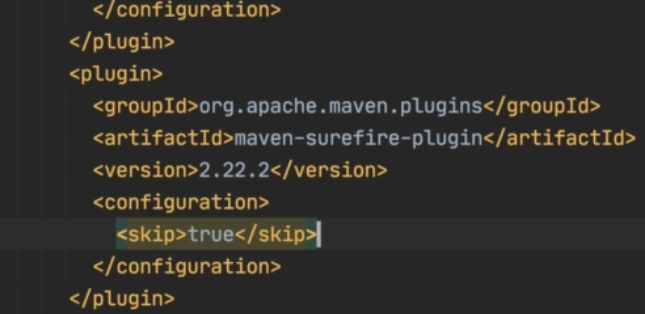 </configuration>
</plugin>
<plugin>
<groupId>org.apache.maven.plugins</groupId>
<artifactId>maven-surefire-plugin</artifactId>
<version>2.22.2</version>
<configuration>
<skip>true</skip>
</configuration>
</plugin>